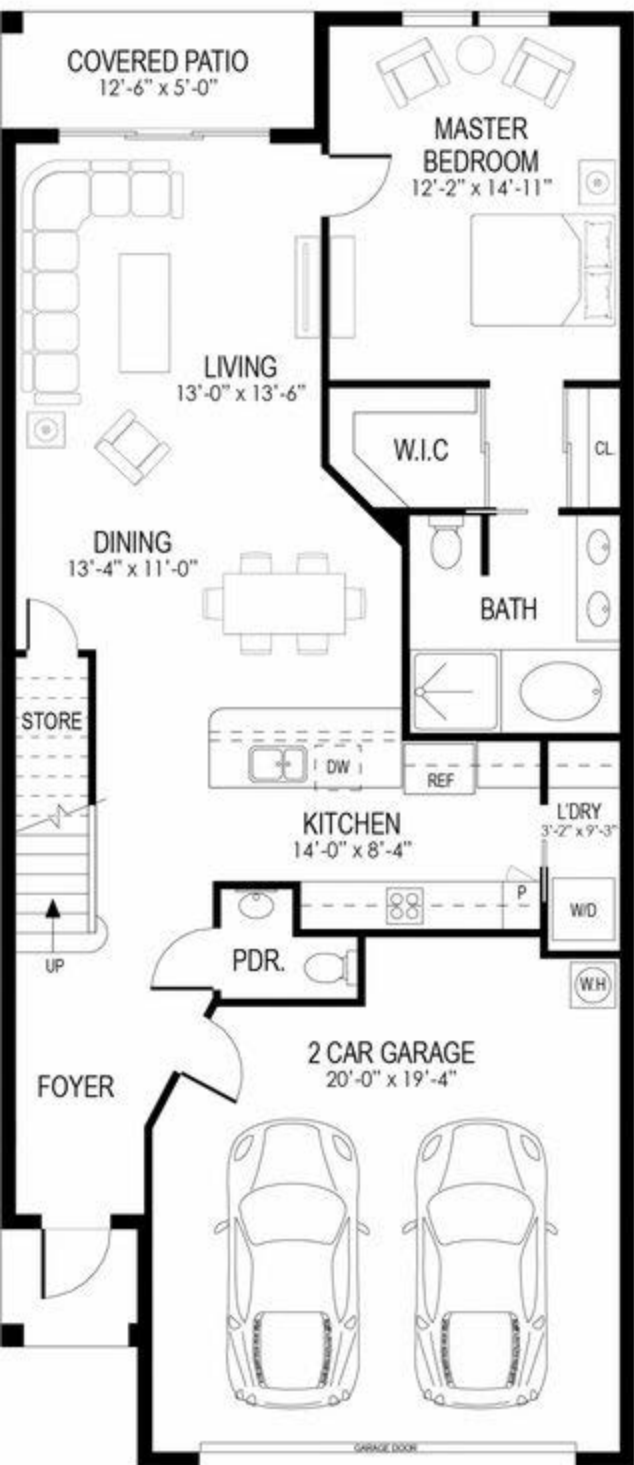 COVERED PATIO
12'-6" x 5'-0"
MASTER
BEDROOM
12'-2" x 14'-11"
LIVING
13'-0" x 13'-6"
W.I.C
CL.
DINING
13'-4" x 11'-0"
BATH
STORE
DW
REF
KITCHEN
14'-0" x 8'-4"
L'DRY
3'-2" x 9'-3"
P
W/D
UP
PDR.
W.H
2 CAR GARAGE
20'-0" x 19'-4"
FOYER
GARAGE DOOR